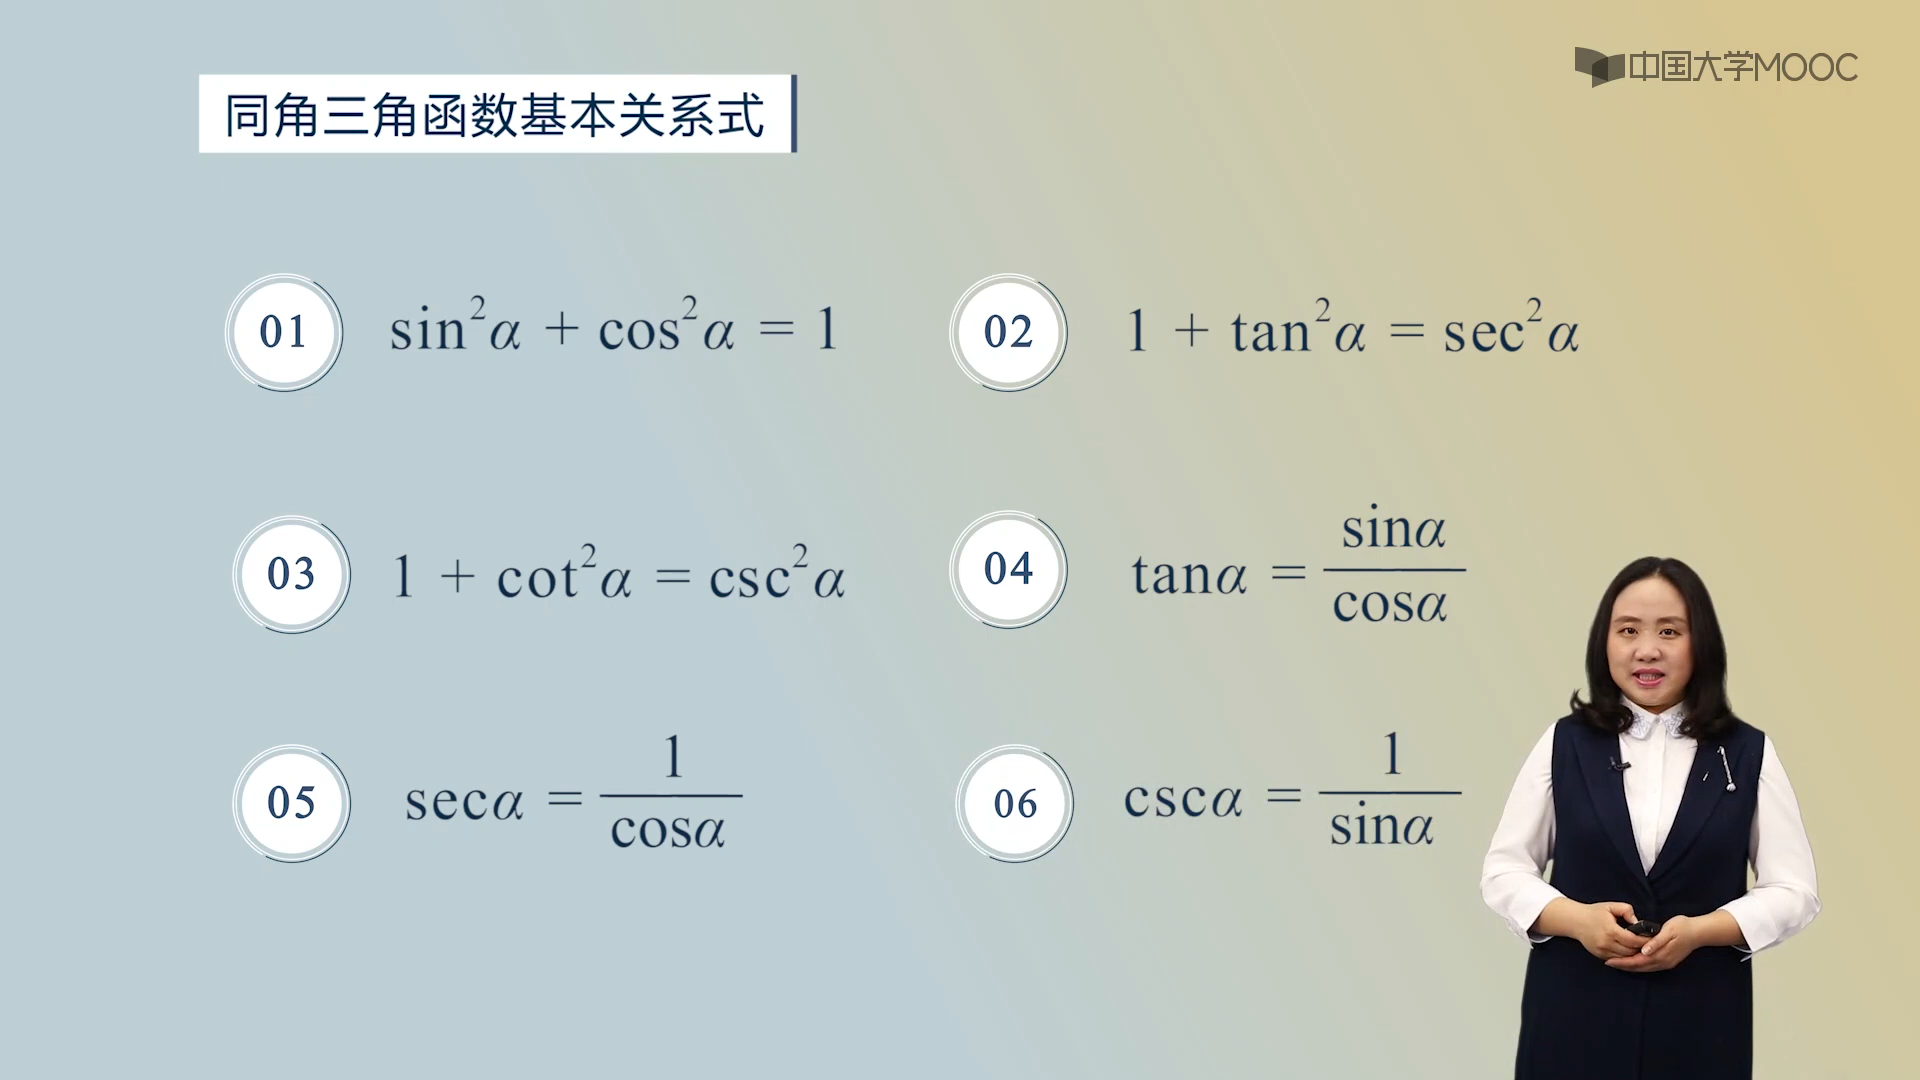 中国大学MOOC
同角三角函数基本关系式
01 sin²α + cos²α = 1
02 1 + tan²α = sec²α
03 1 + cot²α = csc²α
04 tanα = sinα/cosα
05 secα = 1/cosα
06 cscα = 1/sinα